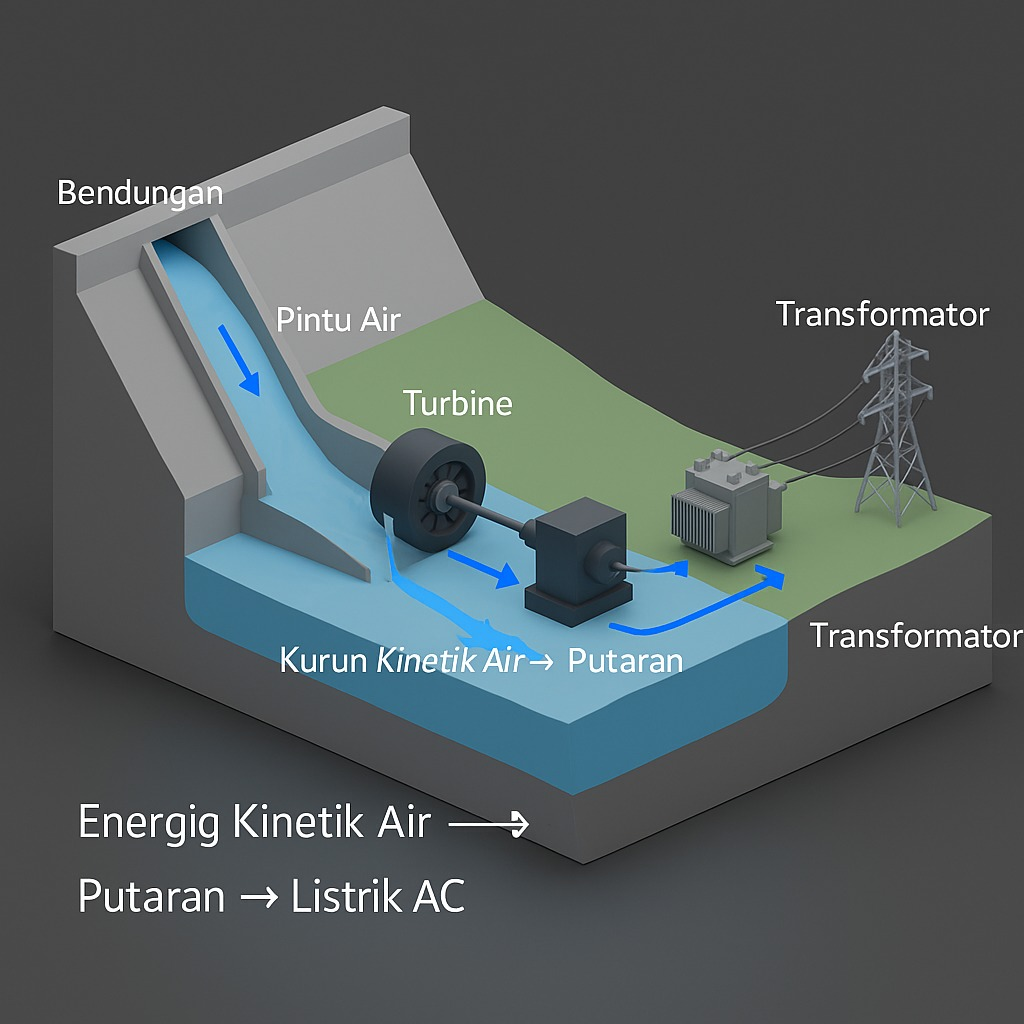 Bendungan
Pintu Air
Transformator
Turbine
Transformator
Kurun Kinetik Air→ Putaran
Energig Kinetik Air →
Putaran → Listrik AC